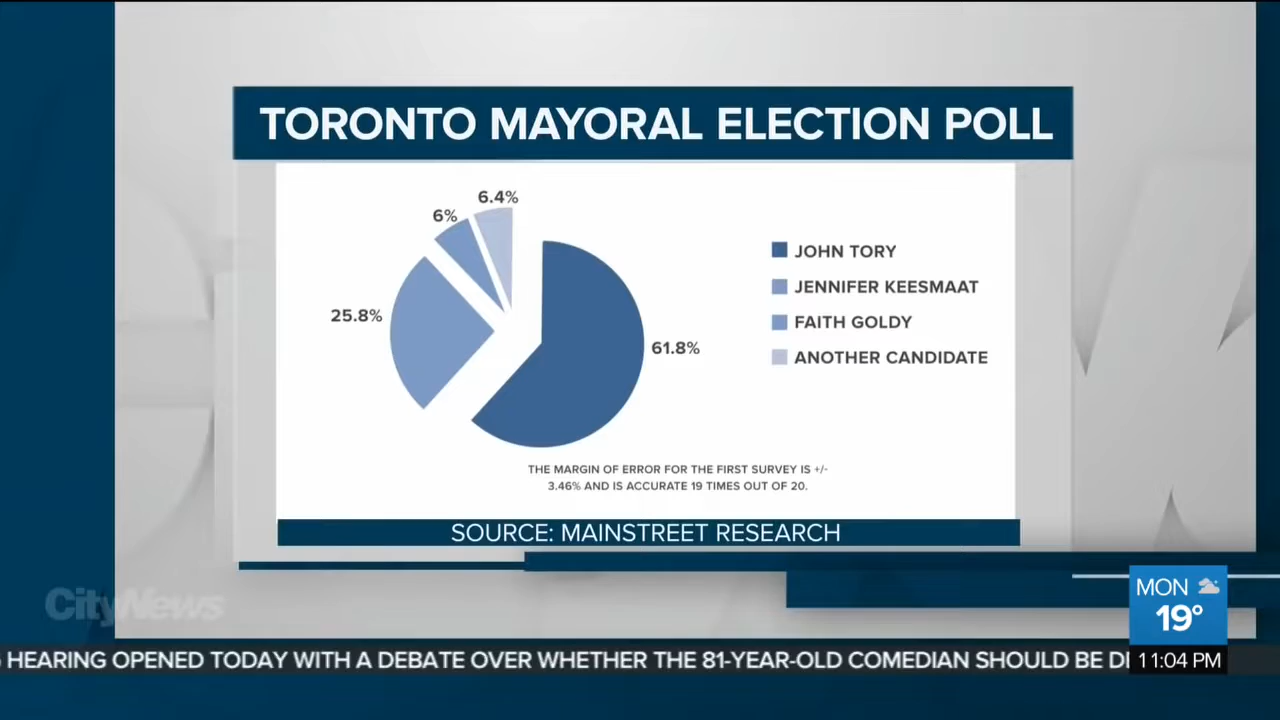 TORONTO MAYORAL ELECTION POLL
6.4%
6%
25.8%
61.8%
JOHN TORY
JENNIFER KEESMAAT
FAITH GOLDY
ANOTHER CANDIDATE
THE MARGIN OF ERROR FOR THE FIRST SURVEY IS +/-
3.46% AND IS ACCURATE 19 TIMES OUT OF 20.
SOURCE: MAINSTREET RESEARCH
CityNews
MON
19°
HEARING OPENED TODAY WITH A DEBATE OVER WHETHER THE 81-YEAR-OLD COMEDIAN SHOULD BE
11:04 PM